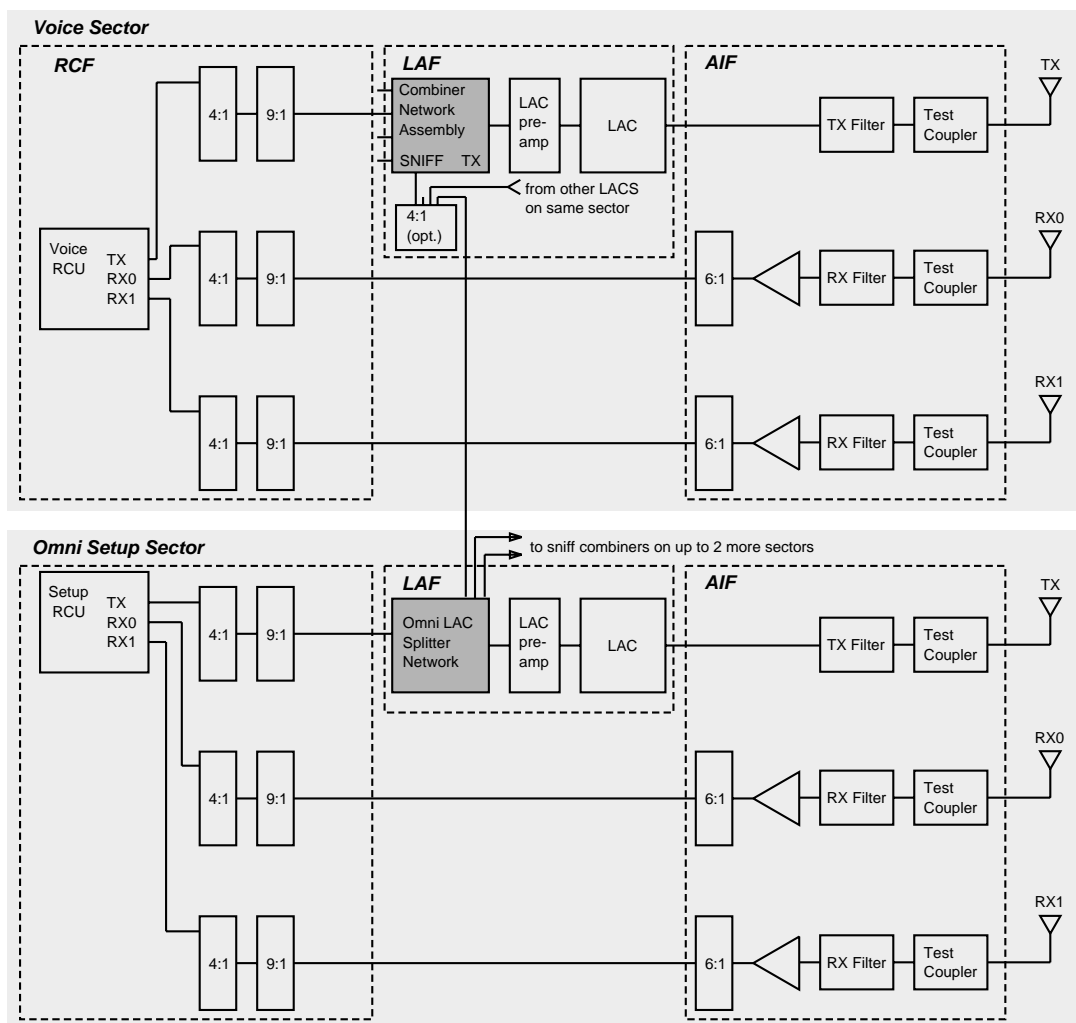 Voice Sector
RCF
LAF
AIF
TX
4:1
9:1
Combiner
Network
Assembly
SNIFF TX
LAC
pre-
amp
LAC
TX Filter
Test
Coupler
from other LACS
on same sector
4:1
(opt.)
RX0
Voice
RCU
TX
RX0
RX1
4:1
9:1
6:1
RX Filter
Test
Coupler
RX1
4:1
9:1
6:1
RX Filter
Test
Coupler
Omni Setup Sector
to sniff combiners on up to 2 more sectors
LAF
AIF
TX
Setup
RCU
TX
RX0
RX1
4:1
9:1
Omni LAC
Splitter
Network
LAC
pre-
amp
LAC
TX Filter
Test
Coupler
RX0
4:1
9:1
6:1
RX Filter
Test
Coupler
RX1
4:1
9:1
6:1
RX Filter
Test
Coupler